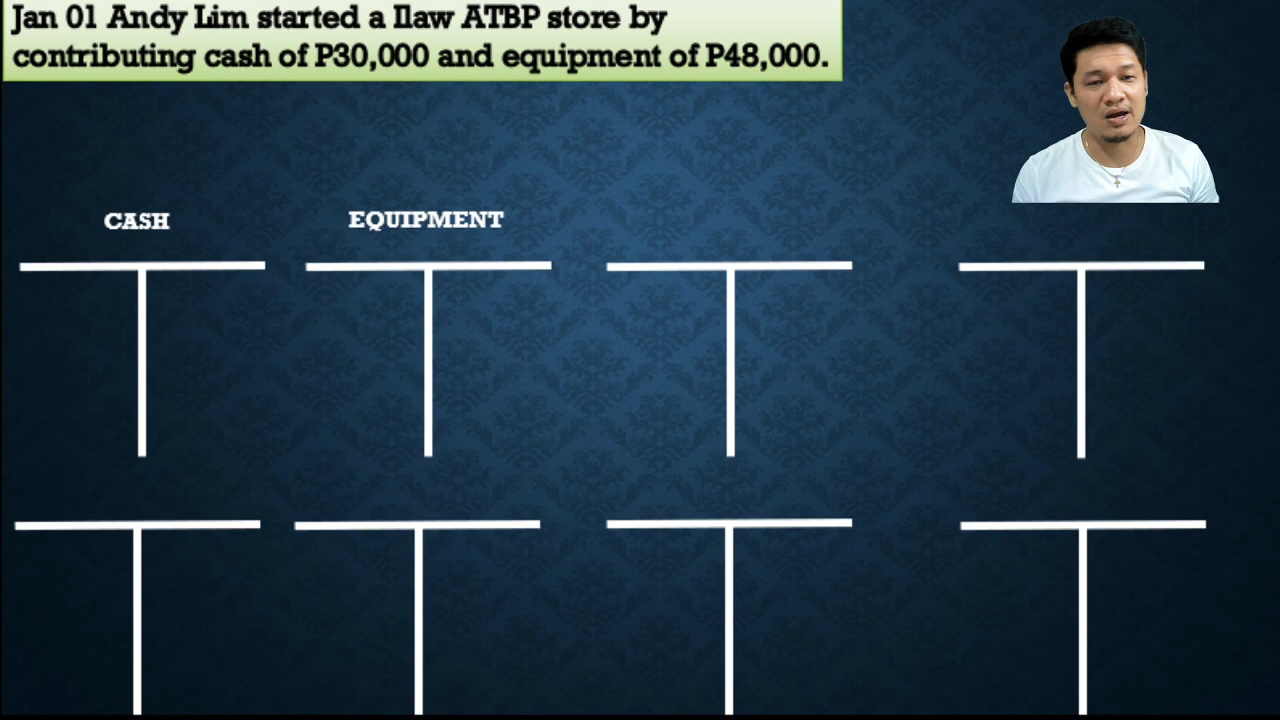 Jan 01 Andy Lim started a Ilaw ATBP store by
contributing cash of P30,000 and equipment of P48,000.
CASH
EQUIPMENT